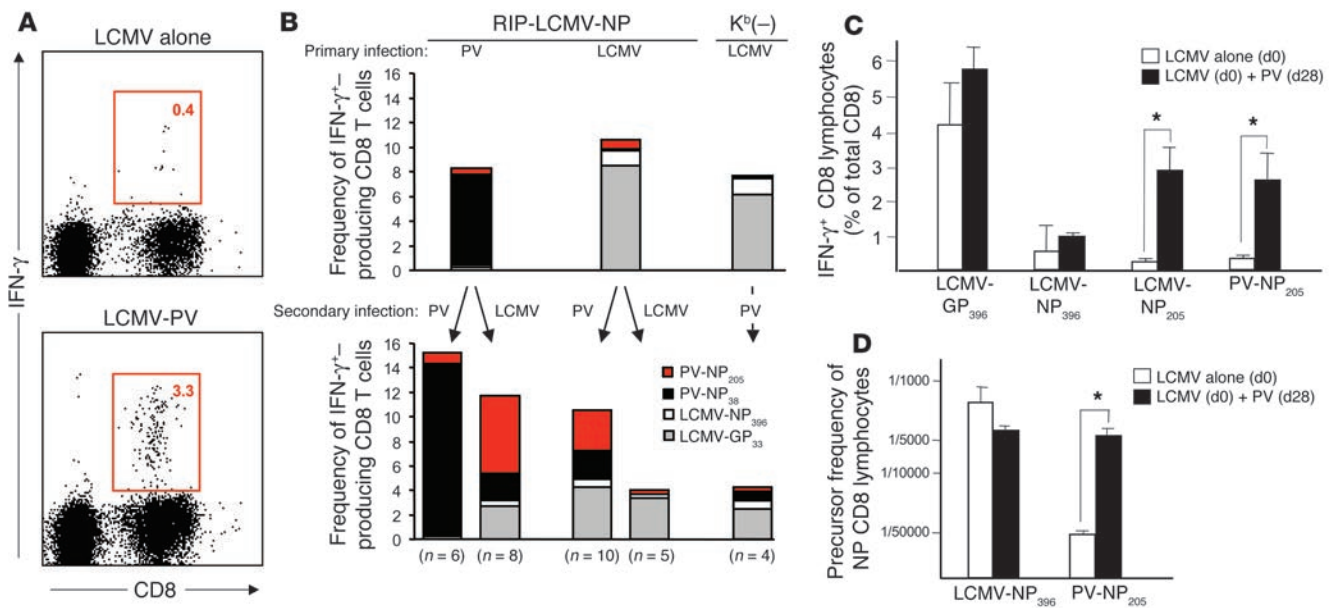 A
LCMV alone
0.4
LCMV-PV
3.3
IFN-γ
CD8
B
RIP-LCMV-NP
Kᵇ(–)
Primary infection: PV LCMV LCMV
Frequency of IFN-γ⁺–
producing CD8 T cells
16
14
12
10
8
6
4
2
0
Secondary infection: PV LCMV PV LCMV PV
Frequency of IFN-γ⁺–
producing CD8 T cells
16
14
12
10
8
6
4
2
0
PV-NP₂₀₅
PV-NP₃₈
LCMV-NP₃₉₆
LCMV-GP₃₃
(n = 6) (n = 8) (n = 10) (n = 5) (n = 4)
C
IFN-γ⁺ CD8 lymphocytes
(% of total CD8)
6
5
4
3
2
1
LCMV alone (d0)
LCMV (d0) + PV (d28)
* *
LCMV-
GP₃₉₆
LCMV-
NP₃₉₆
LCMV-
NP₂₀₅
PV-NP₂₀₅
D
Precursor frequency of
NP CD8 lymphocytes
1/1000
1/5000
1/10000
1/50000
LCMV alone (d0)
LCMV (d0) + PV (d28)
*
LCMV-NP₃₉₆ PV-NP₂₀₅